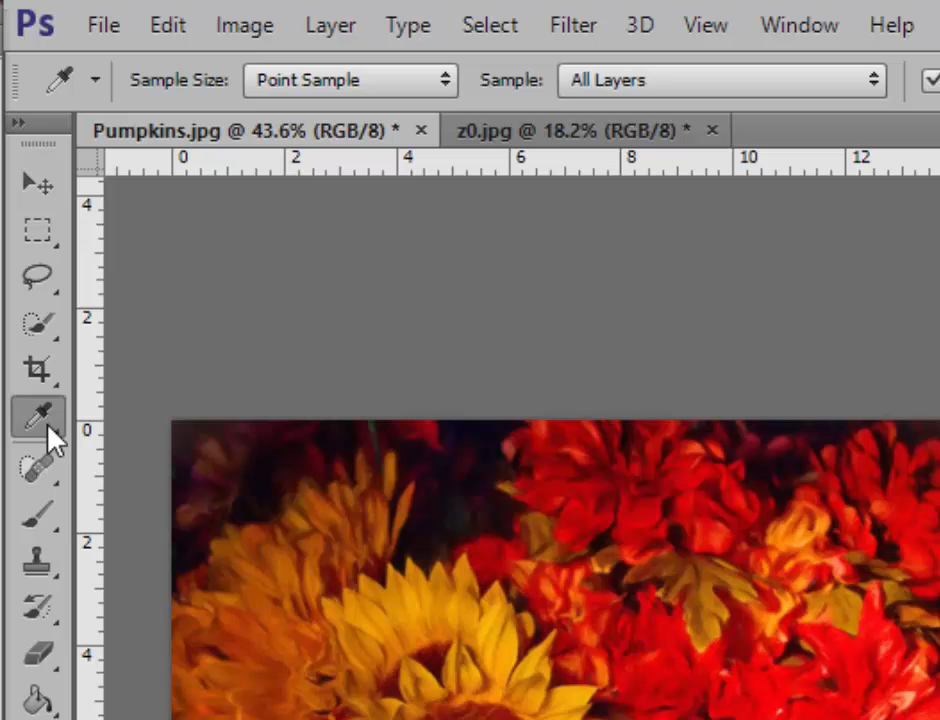 Ps File Edit Image Layer Type Select Filter 3D View Window Help
Sample Size: Point Sample Sample: All Layers
Pumpkins.jpg @ 43.6% (RGB/8) * × z0.jpg @ 18.2% (RGB/8) * ×
0 2 4 6 8 10 12
4
2
0
2
4